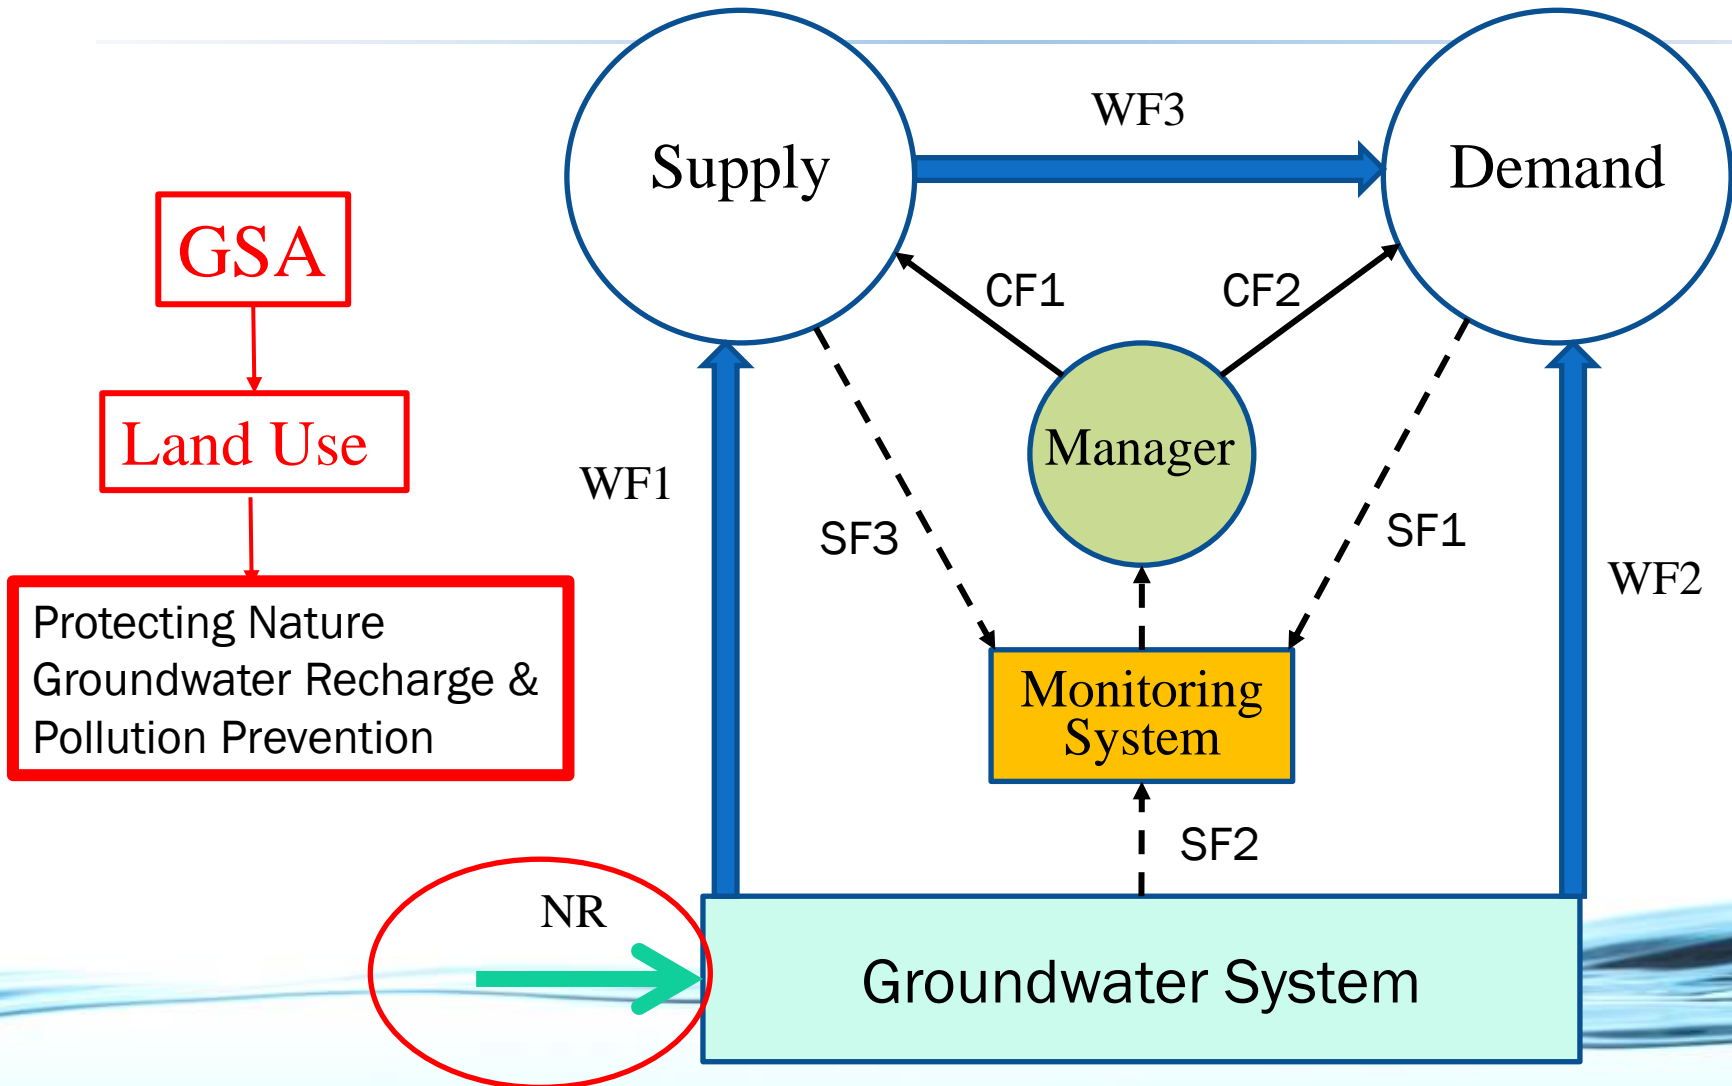 WF3
Supply
Demand
GSA
CF1
CF2
Land Use
Manager
WF1
SF3
SF1
WF2
Protecting Nature
Groundwater Recharge &
Pollution Prevention
Monitoring
System
SF2
NR
Groundwater System